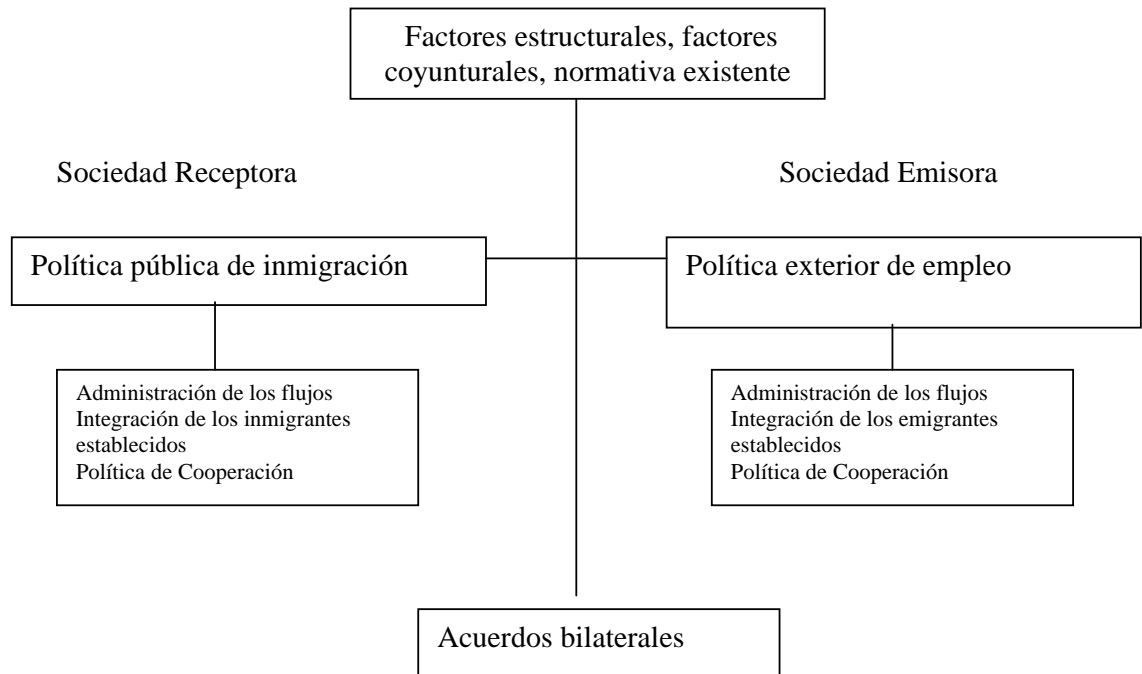 Factores estructurales, factores
coyunturales, normativa existente
Sociedad Receptora
Sociedad Emisora
Política pública de inmigración
Política exterior de empleo
Administración de los flujos
Integración de los inmigrantes
establecidos
Política de Cooperación
Administración de los flujos
Integración de los emigrantes
establecidos
Política de Cooperación
Acuerdos bilaterales